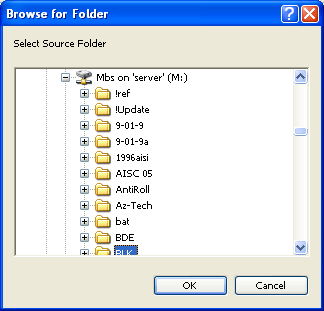 Browse for Folder
Select Source Folder
Mbs on 'server' (M:)
!ref
!Update
9-01-9
9-01-9a
1996aisi
AISC 05
AntiRoll
Az-Tech
bat
BDE
BLK
OK
Cancel